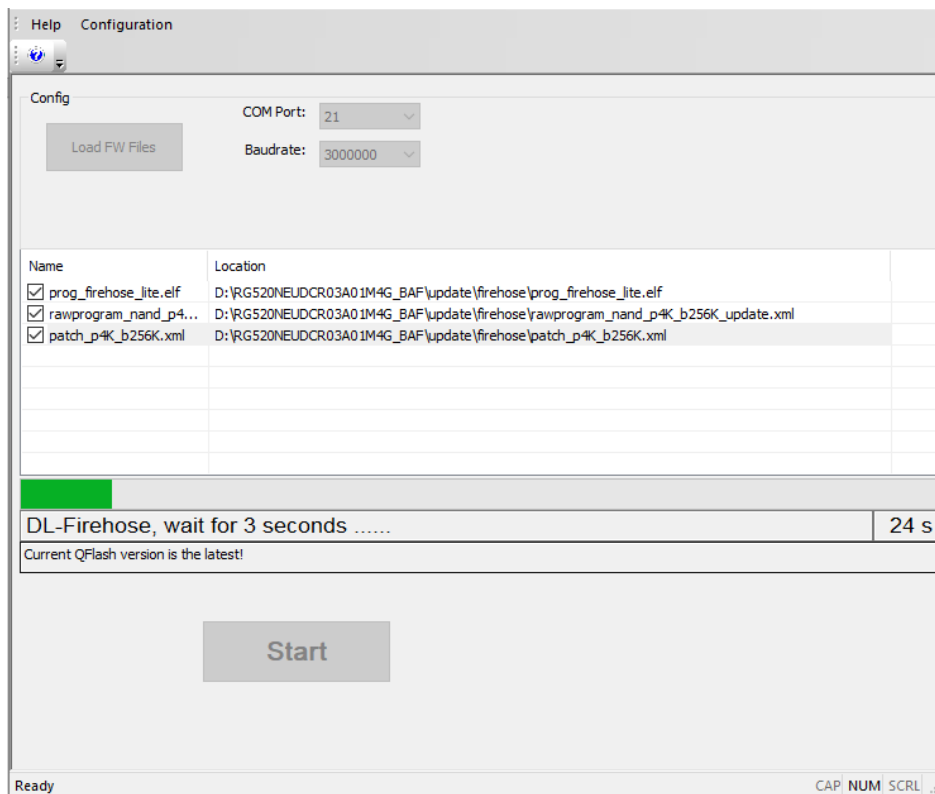 Help Configuration
Config
COM Port: 21
Load FW Files
Baudrate: 3000000
Name Location
prog_firehose_lite.elf D:\RG520NEUDCR03A01M4G_BAF\update\firehose\prog_firehose_lite.elf
rawprogram_nand_p4... D:\RG520NEUDCR03A01M4G_BAF\update\firehose\rawprogram_nand_p4K_b256K_update.xml
patch_p4K_b256K.xml D:\RG520NEUDCR03A01M4G_BAF\update\firehose\patch_p4K_b256K.xml
DL-Firehose, wait for 3 seconds ...... 24 s
Current QFlash version is the latest!
Start
Ready CAP NUM SCRL